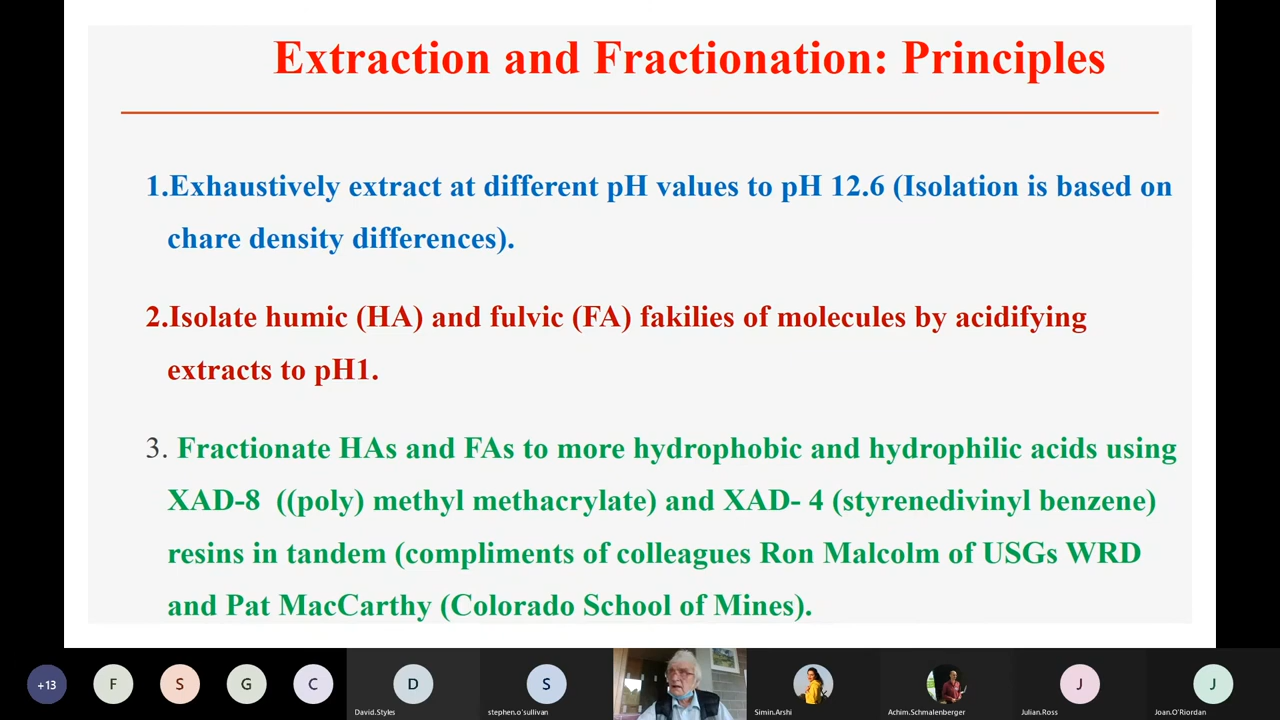 Extraction and Fractionation: Principles
1.Exhaustively extract at different pH values to pH 12.6 (Isolation is based on
chare density differences).
2.Isolate humic (HA) and fulvic (FA) fakilies of molecules by acidifying
extracts to pH1.
3. Fractionate HAs and FAs to more hydrophobic and hydrophilic acids using
XAD-8 ((poly) methyl methacrylate) and XAD- 4 (styrenedivinyl benzene)
resins in tandem (compliments of colleagues Ron Malcolm of USGs WRD
and Pat MacCarthy (Colorado School of Mines).
+13 F S G C D S J J
David.Styles stephen.o'sullivan Simin.Arshi Achim.Schmalenberger Julian.Ross Joan.O'Riordan